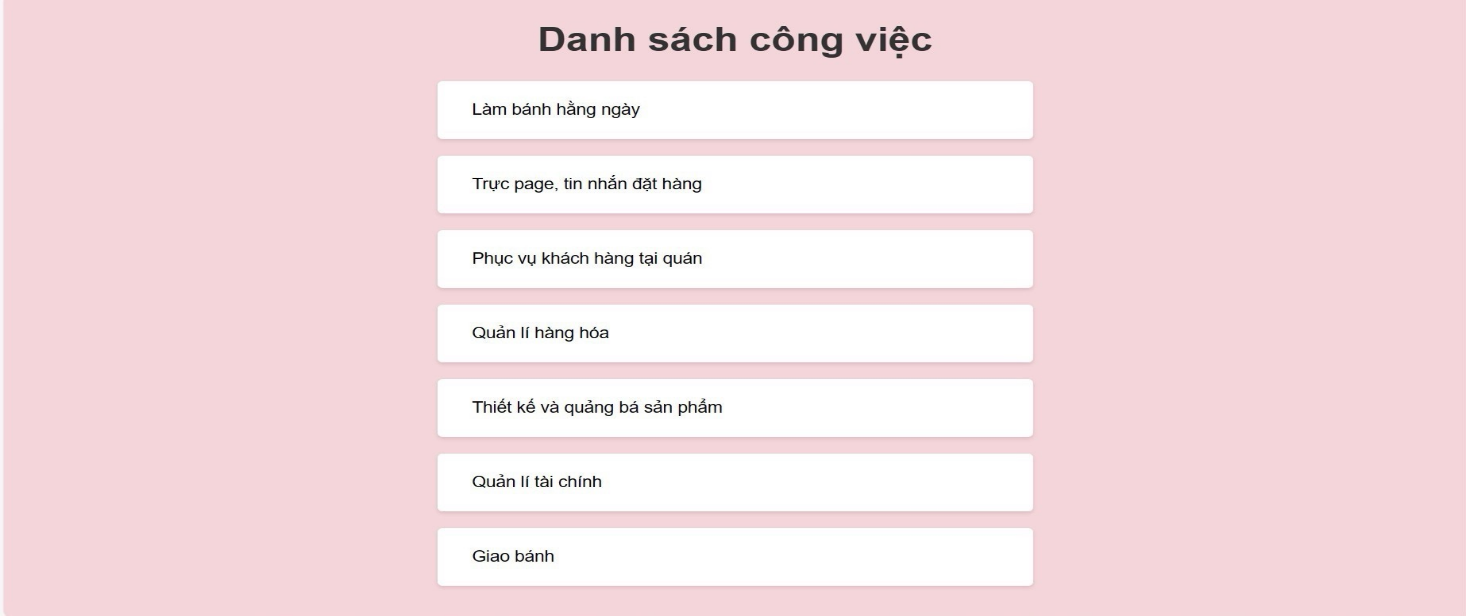 Danh sách công việc
Làm bánh hằng ngày
Trực page, tin nhắn đặt hàng
Phục vụ khách hàng tại quán
Quản lí hàng hóa
Thiết kế và quảng bá sản phẩm
Quản lí tài chính
Giao bánh